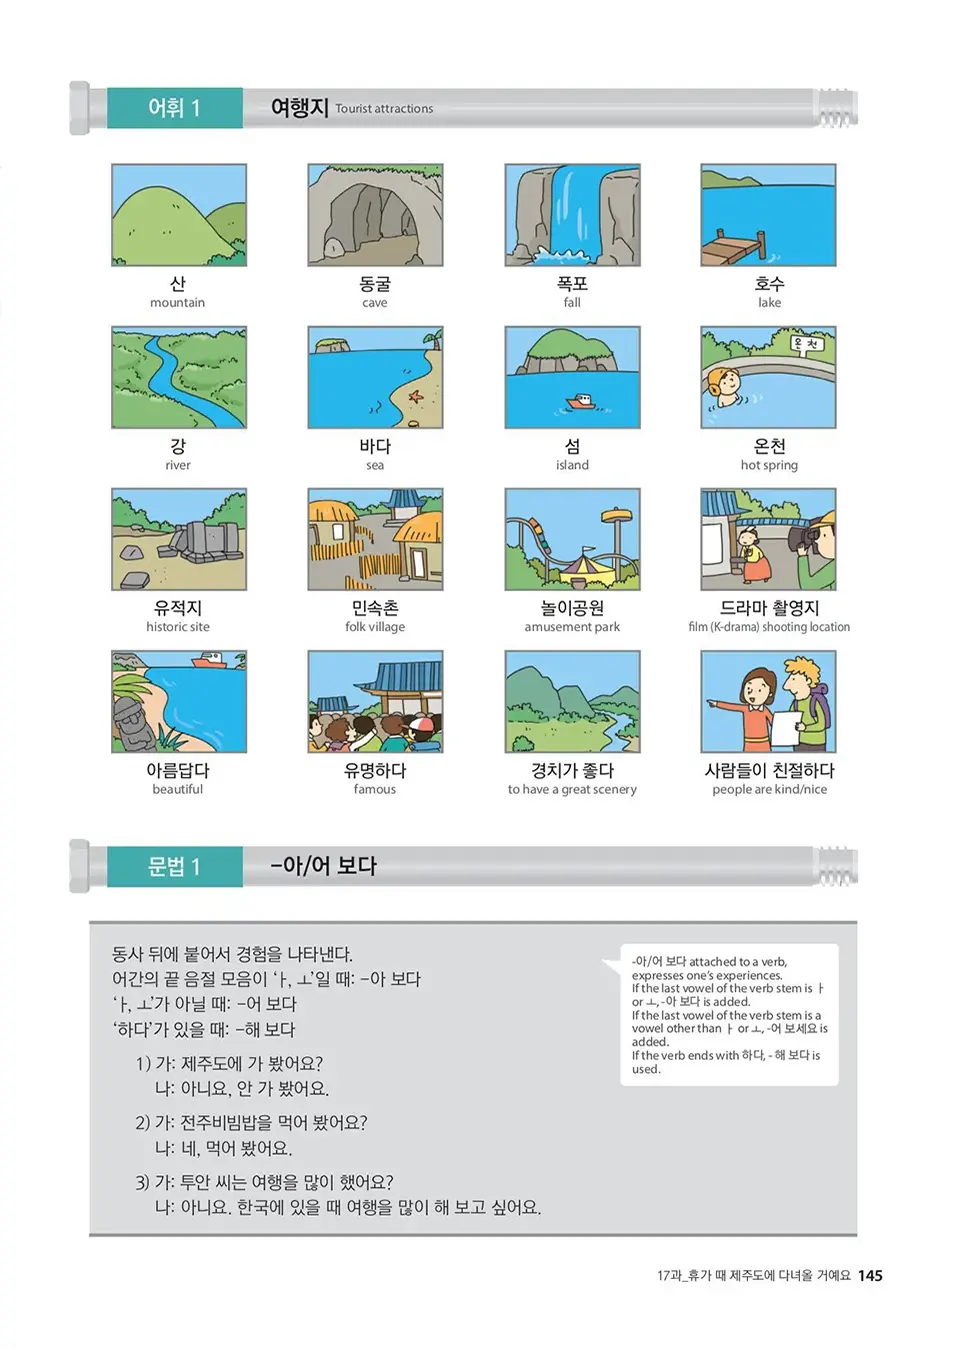 어휘 1 여행지 Tourist attractions
산 동굴 폭포 호수
mountain cave fall lake
온천
강 바다 섬 온천
river sea island hot spring
유적지 민속촌 놀이공원 드라마 촬영지
historic site folk village amusement park film (K-drama) shooting location
아름답다 유명하다 경치가 좋다 사람들이 친절하다
beautiful famous to have a great scenery people are kind/nice
문법 1 -아/어 보다
동사 뒤에 붙어서 경험을 나타낸다.
어간의 끝 음절 모음이 ‘ㅏ, ㅗ’일 때: -아 보다
‘ㅏ, ㅗ’가 아닐 때: -어 보다
‘하다’가 있을 때: -해 보다
1) 가: 제주도에 가 봤어요?
나: 아니요, 안 가 봤어요.
2) 가: 전주비빔밥을 먹어 봤어요?
나: 네, 먹어 봤어요.
3) 가: 투안 씨는 여행을 많이 했어요?
나: 아니요. 한국에 있을 때 여행을 많이 해 보고 싶어요.
-아/어 보다 attached to a verb,
expresses one’s experiences.
If the last vowel of the verb stem is ㅏ
or ㅗ, -아 보다 is added.
If the last vowel of the verb stem is a
vowel other than ㅏ or ㅗ, -어 보세요 is
added.
If the verb ends with 하다, - 해 보다 is
used.
17과_휴가 때 제주도에 다녀올 거예요 145